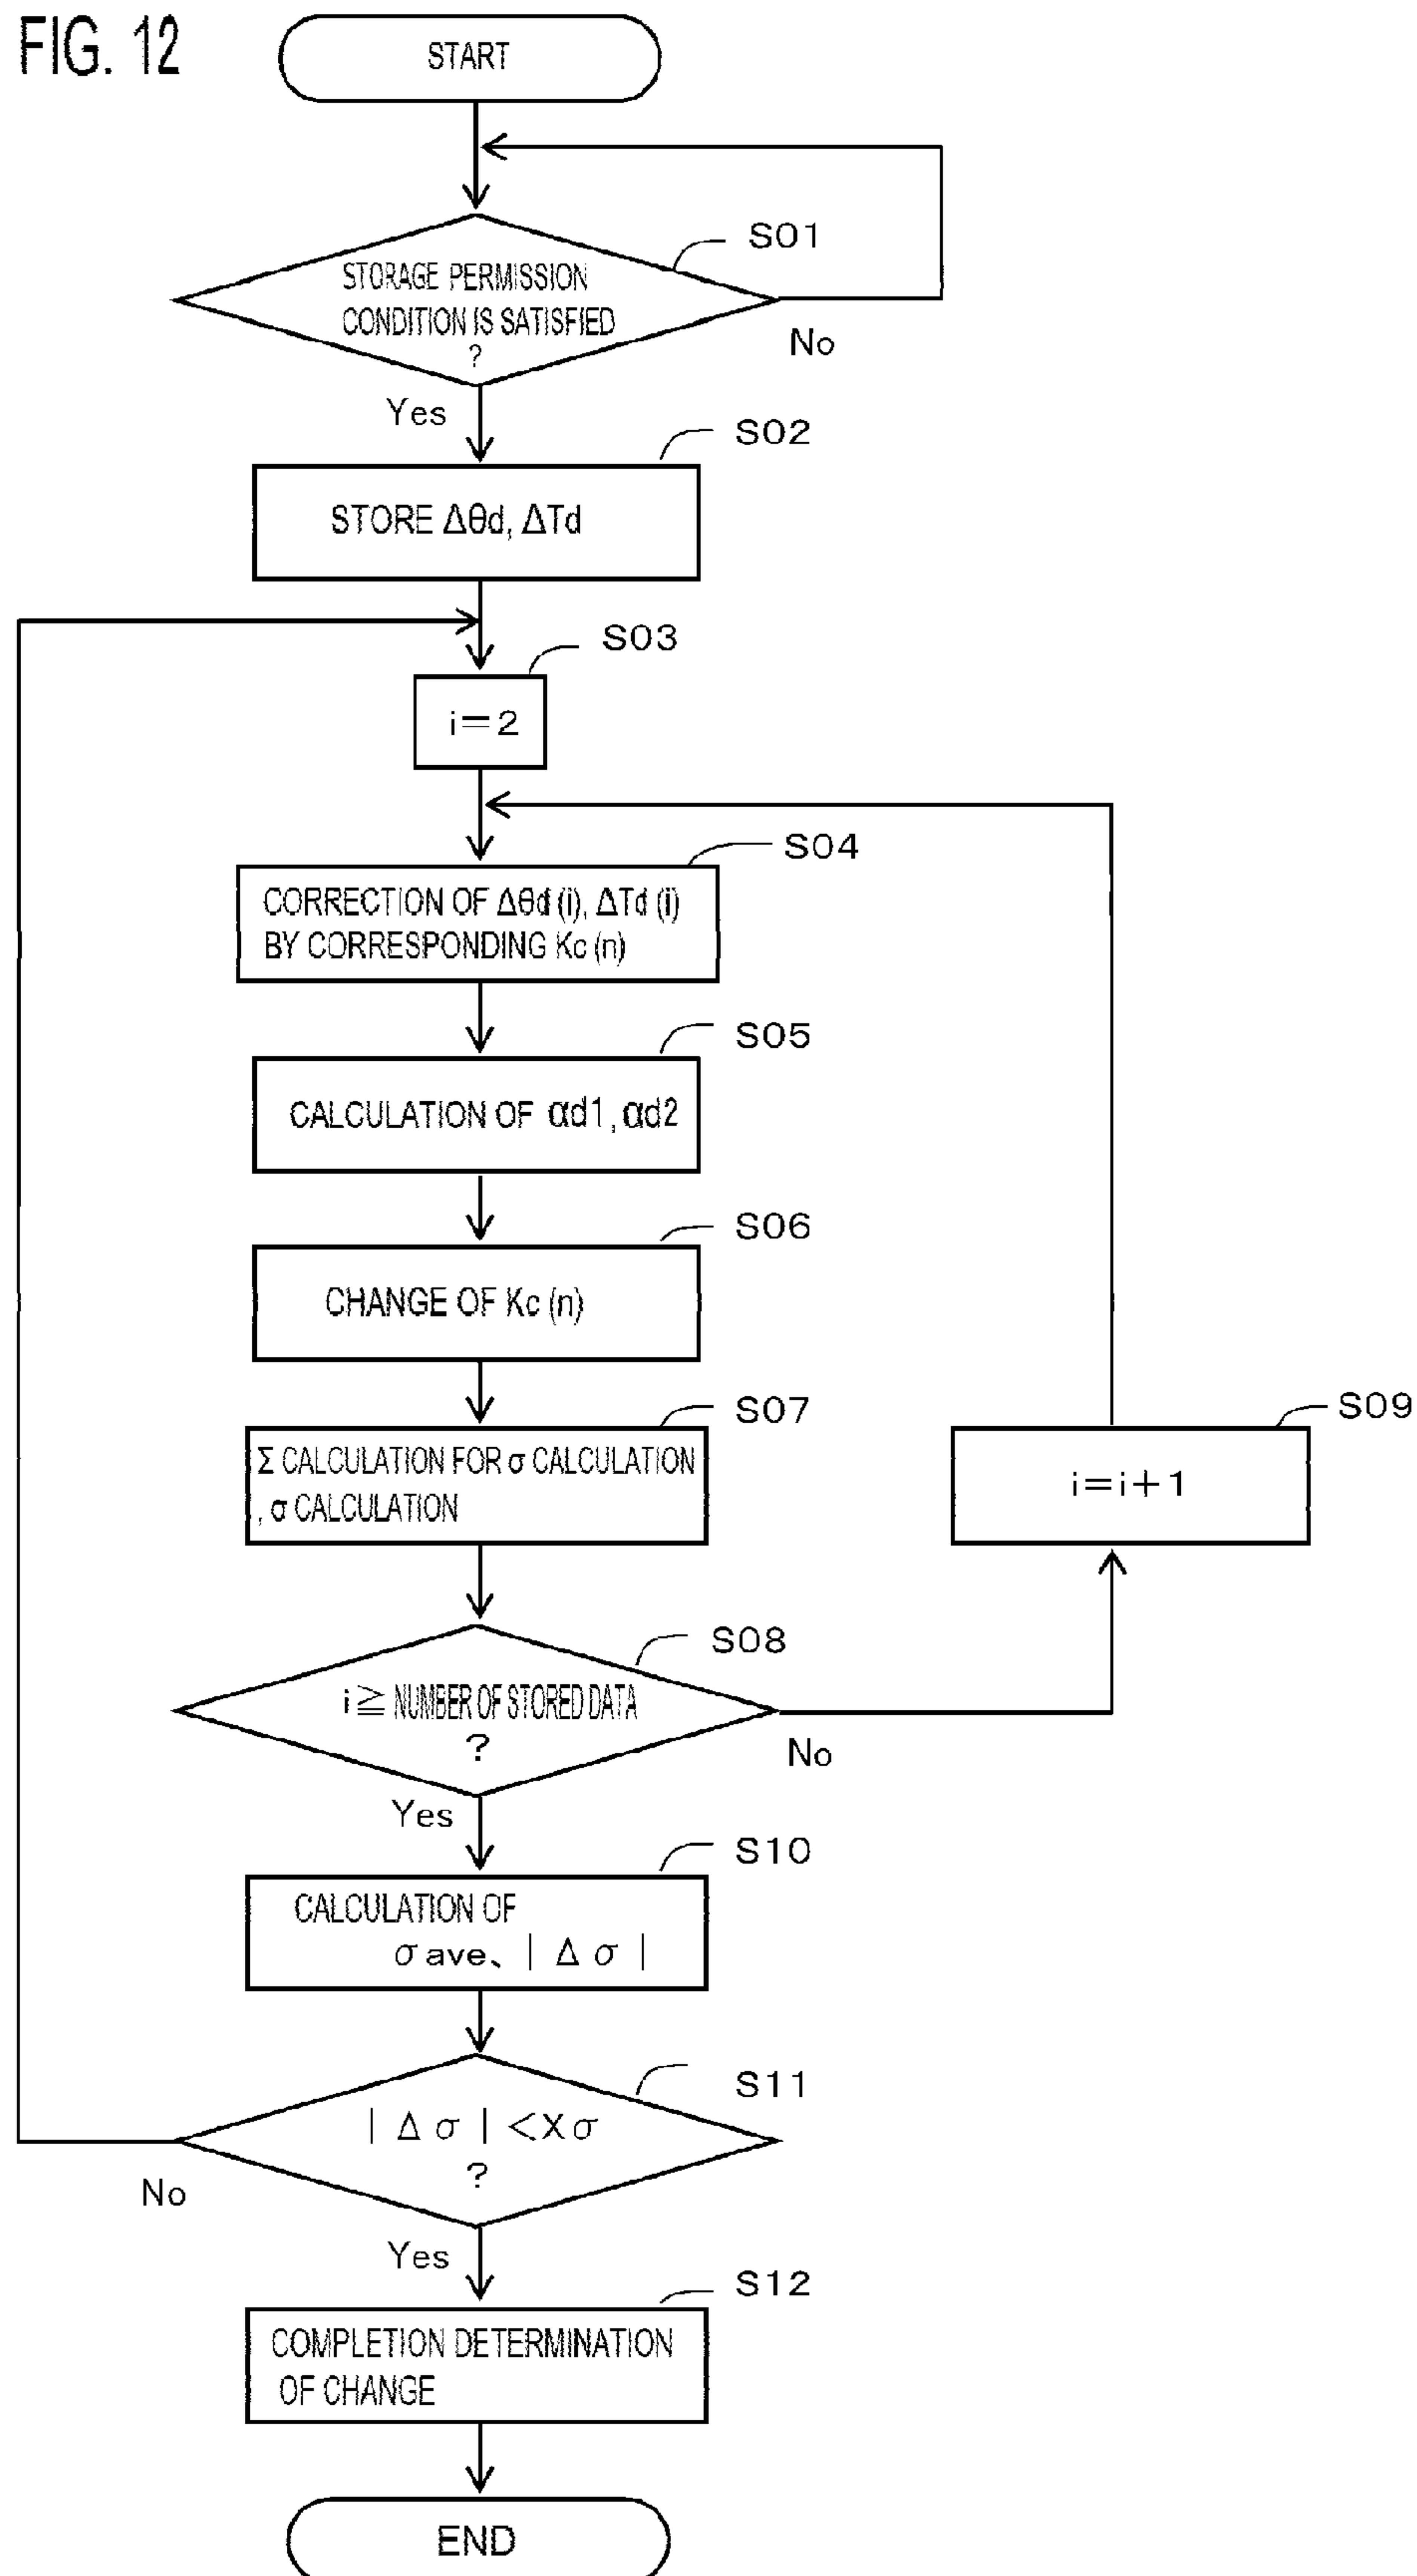 FIG. 12
START
S01
STORAGE PERMISSION
CONDITION IS SATISFIED
?
No
Yes
S02
STORE Δθd, ΔTd
S03
i=2
S04
CORRECTION OF Δθd (i), ΔTd (i)
BY CORRESPONDING Kc (n)
S05
CALCULATION OF αd1, αd2
S06
CHANGE OF Kc (n)
S07
Σ CALCULATION FOR σ CALCULATION
, σ CALCULATION
S09
i=i+1
S08
i≧ NUMBER OF STORED DATA
?
No
Yes
S10
CALCULATION OF
σave、| Δ σ |
S11
| Δ σ | <Xσ
?
No
Yes
S12
COMPLETION DETERMINATION
OF CHANGE
END